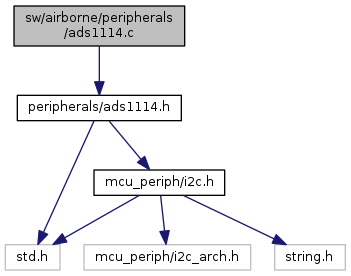 sw/airborne/peripherals
/ads1114.c
peripherals/ads1114.h
mcu_periph/i2c.h
std.h
mcu_periph/i2c_arch.h
string.h